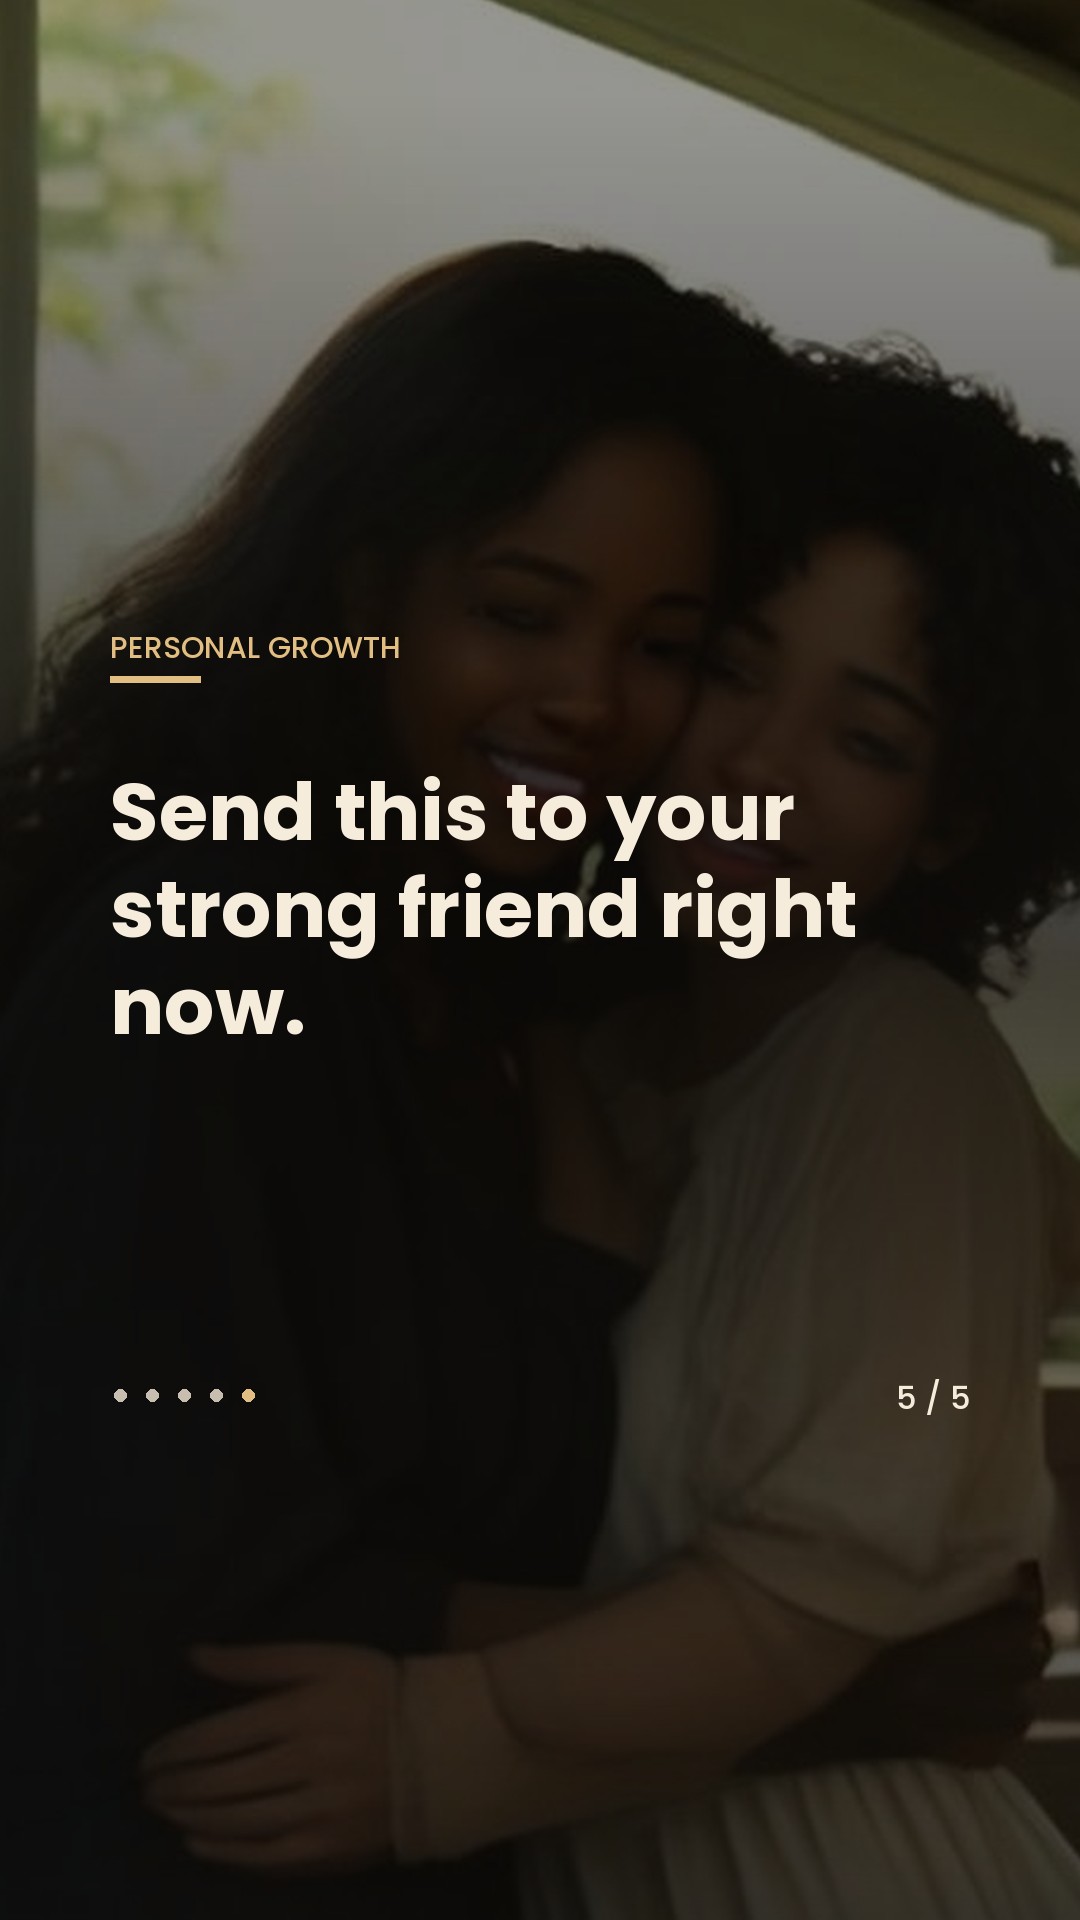 PERSONAL GROWTH
Send this to your
strong friend right
now.
5 / 5